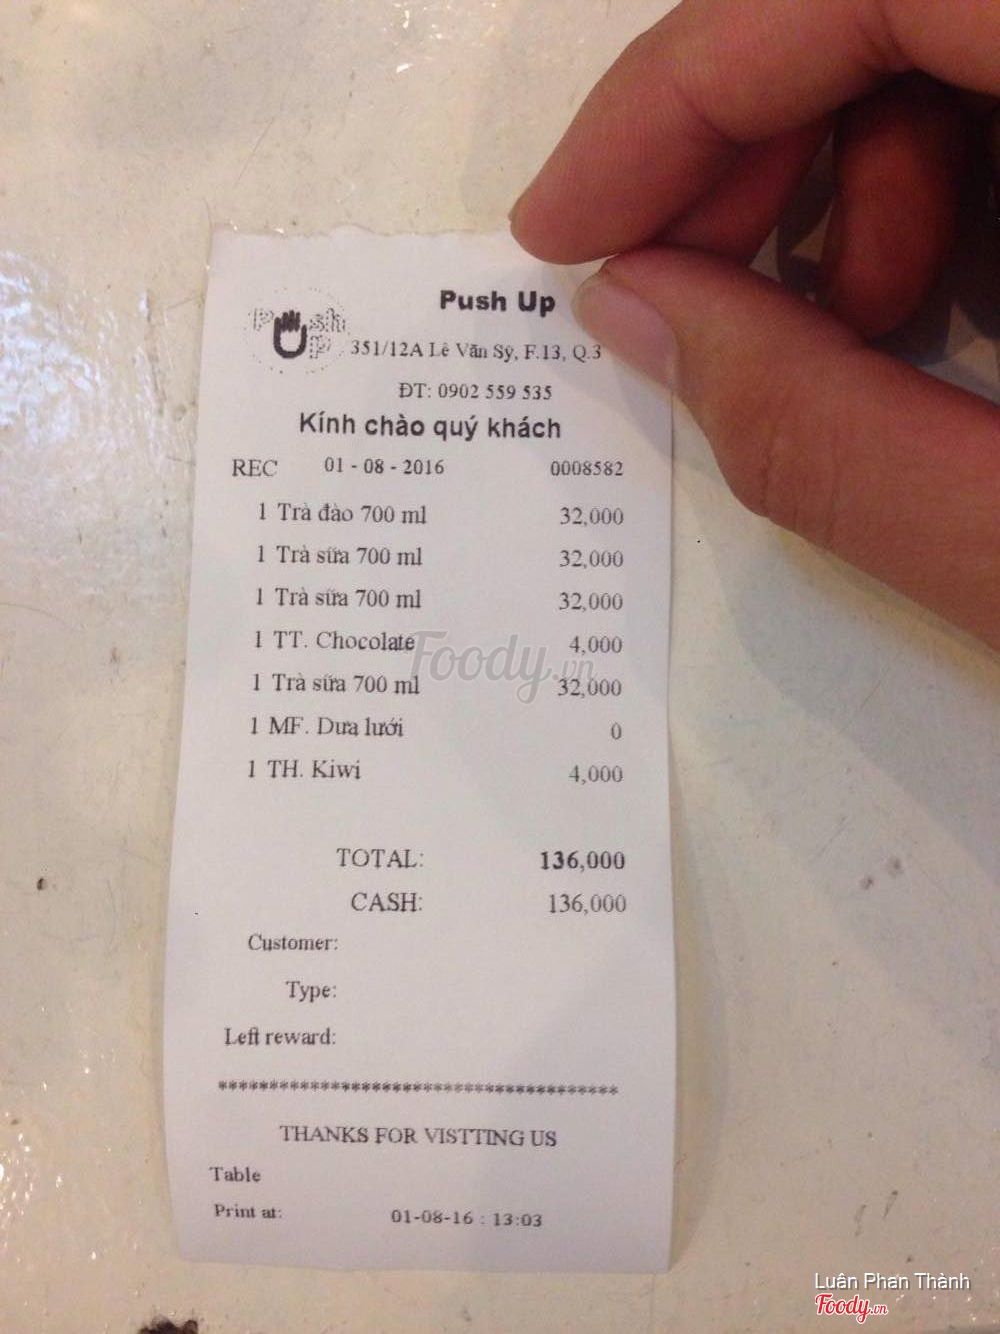 Push Up
Push Up
351/12A Lê Văn Sỹ, F.13, Q.3
ĐT: 0902 559 535
Kính chào quý khách
REC 01 - 08 - 2016 0008582
1 Trà đào 700 ml 32,000
1 Trà sữa 700 ml 32,000
1 Trà sữa 700 ml 32,000
1 TT. Chocolate 4,000
Foody.vn
1 Trà sữa 700 ml 32,000
1 MF. Dưa lưới 0
1 TH. Kiwi 4,000
TOTAL: 136,000
CASH: 136,000
Customer:
Type:
Left reward:
***************************************
THANKS FOR VISTTING US
Table
Print at: 01-08-16 : 13:03
Luân Phan Thành
Foody.vn